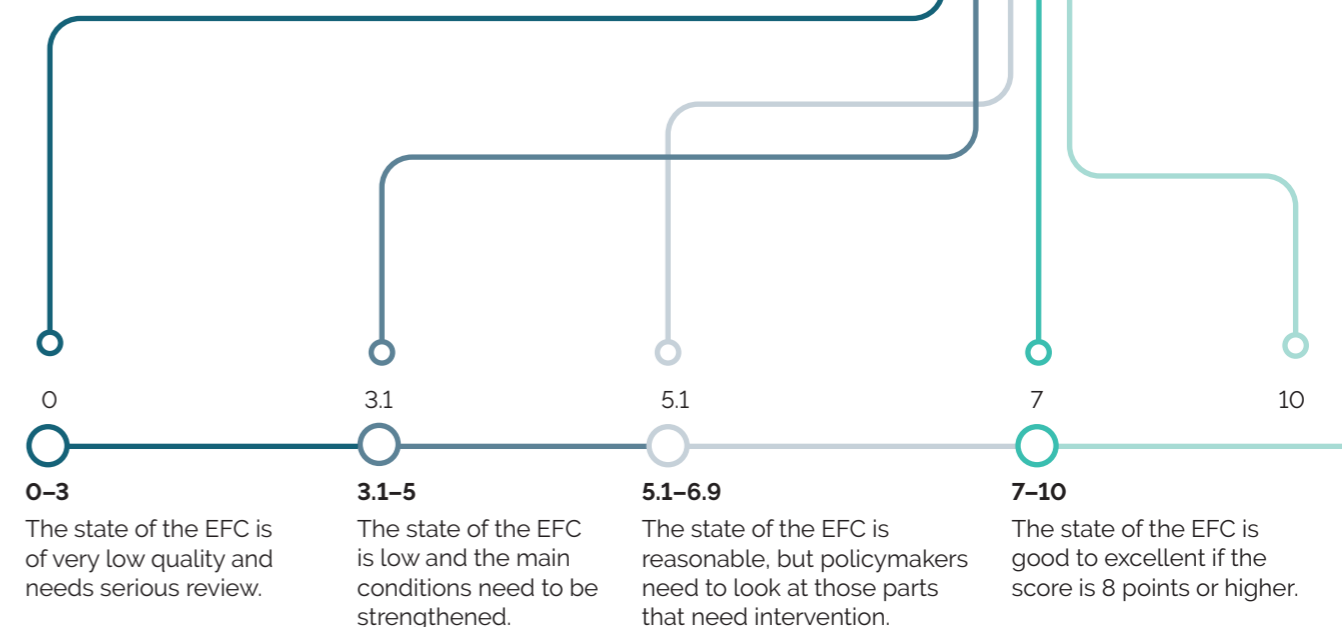 0
3.1
5.1
7
10
0–3
The state of the EFC is
of very low quality and
needs serious review.
3.1–5
The state of the EFC
is low and the main
conditions need to be
strengthened.
5.1–6.9
The state of the EFC is
reasonable, but policymakers
need to look at those parts
that need intervention.
7–10
The state of the EFC is
good to excellent if the
score is 8 points or higher.